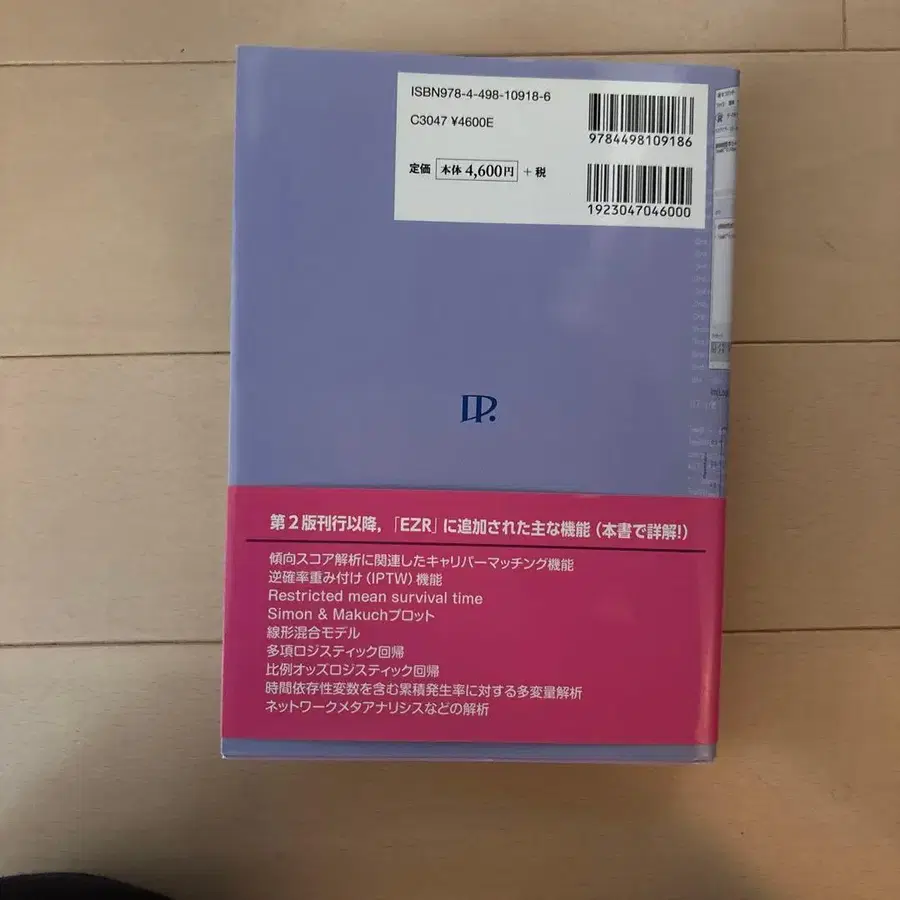 ISBN978-4-498-10918-6
C3047 ¥4600E
9784498109186
定価 本体 4,600円 + 税
1923047046000
第2版刊行以降,「EZR」に追加された主な機能(本書で詳解!)
傾向スコア解析に関連したキャリパーマッチング機能
逆確率重み付け(IPTW)機能
Restricted mean survival time
Simon & Makuchプロット
線形混合モデル
多項ロジスティック回帰
比例オッズロジスティック回帰
時間依存性変数を含む累積発生率に対する多変量解析
ネットワークメタアナリシスなどの解析